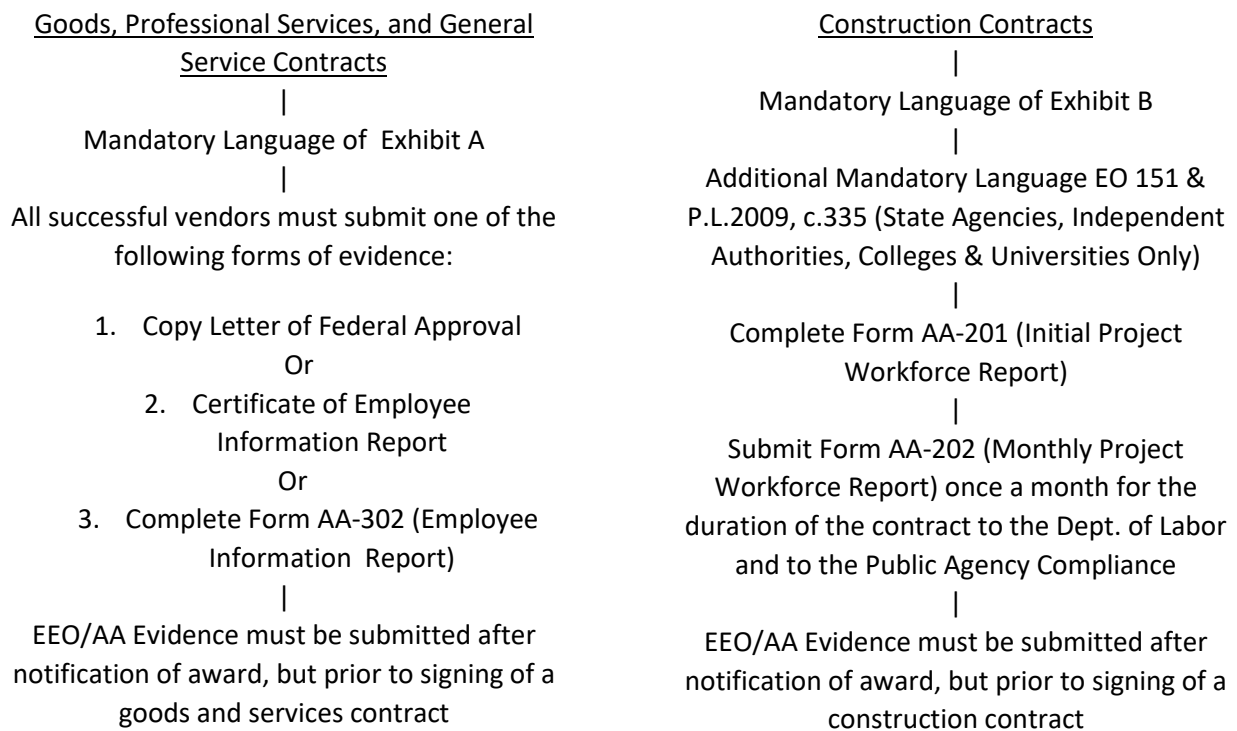 Goods, Professional Services, and General
Service Contracts
|
Mandatory Language of Exhibit A
|
All successful vendors must submit one of the
following forms of evidence:
1. Copy Letter of Federal Approval
Or
2. Certificate of Employee
Information Report
Or
3. Complete Form AA-302 (Employee
Information Report)
|
EEO/AA Evidence must be submitted after
notification of award, but prior to signing of a
goods and services contract
Construction Contracts
|
Mandatory Language of Exhibit B
|
Additional Mandatory Language EO 151 &
P.L.2009, c.335 (State Agencies, Independent
Authorities, Colleges & Universities Only)
|
Complete Form AA-201 (Initial Project
Workforce Report)
|
Submit Form AA-202 (Monthly Project
Workforce Report) once a month for the
duration of the contract to the Dept. of Labor
and to the Public Agency Compliance
|
EEO/AA Evidence must be submitted after
notification of award, but prior to signing of a
construction contract